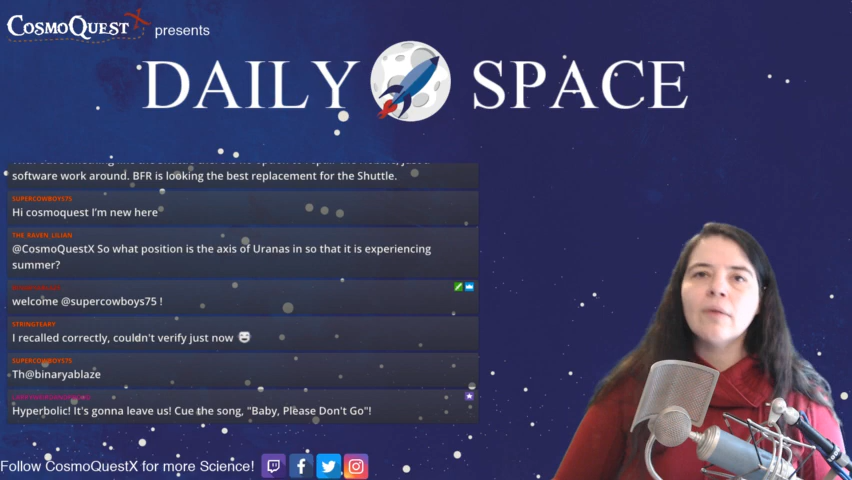 CosmoQuest X presents
DAILY SPACE
software work around. BFR is looking the best replacement for the Shuttle.
SUPERCOWBOYS75
Hi cosmoquest I'm new here
THE_RAVEN_LILIAN
@CosmoQuestX So what position is the axis of Uranas in so that it is experiencing
summer?
welcome @supercowboys75 !
STRINGTEARY
I recalled correctly, couldn't verify just now
SUPERCOWBOYS75
Th@binaryablaze
Hyperbolic! It's gonna leave us! Cue the song, "Baby, Please Don't Go"!
Follow CosmoQuestX for more Science!